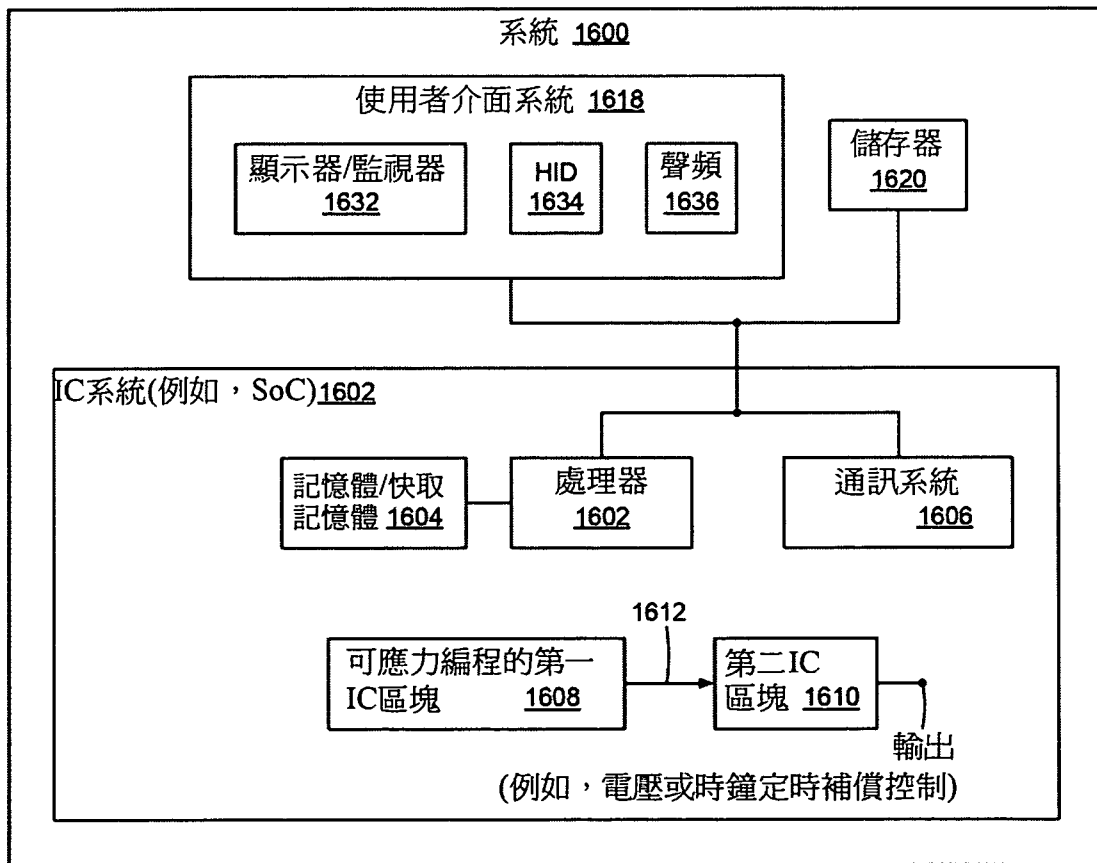 系統 1600
使用者介面系統 1618
顯示器/監視器
1632
HID
1634
聲頻
1636
儲存器
1620
IC系統(例如，SoC)1602
記憶體/快取
記憶體 1604
處理器
1602
通訊系統
1606
1612
可應力編程的第一
IC區塊 1608
第二IC
區塊 1610
輸出
(例如，電壓或時鐘定時補償控制)